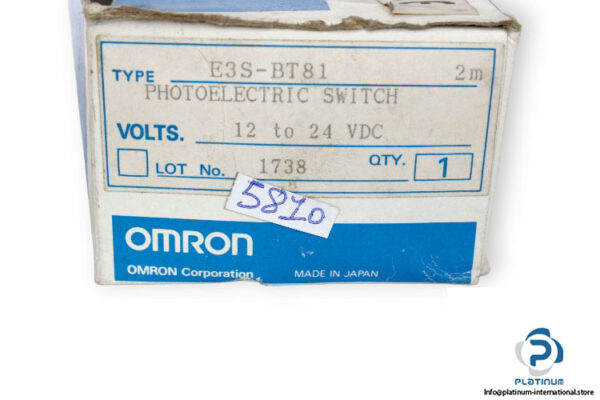 TYPE E3S-BT81 2m
PHOTOELECTRIC SWITCH
VOLTS. 12 to 24 VDC
LOT No. 1738 QTY. 1
5810
OMRON
OMRON Corporation MADE IN JAPAN
PLATINUM
Info@platinum-international.store